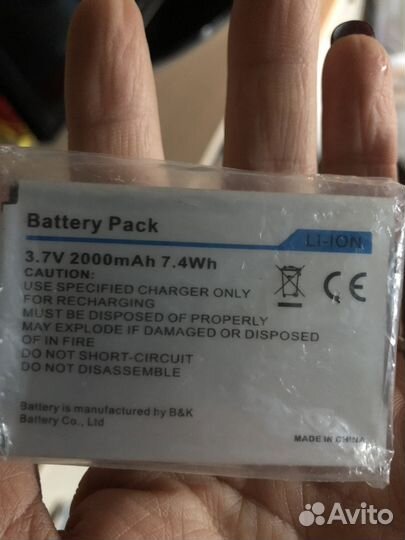 Battery Pack
LI-ION
3.7V 2000mAh 7.4Wh
CAUTION:
USE SPECIFIED CHARGER ONLY
FOR RECHARGING
MUST BE DISPOSED OF PROPERLY
MAY EXPLODE IF DAMAGED OR DISPOSED
OF IN FIRE
DO NOT SHORT-CIRCUIT
DO NOT DISASSEMBLE
CE
Battery is manufactured by B&K
Battery Co., Ltd
MADE IN CHINA
Avito